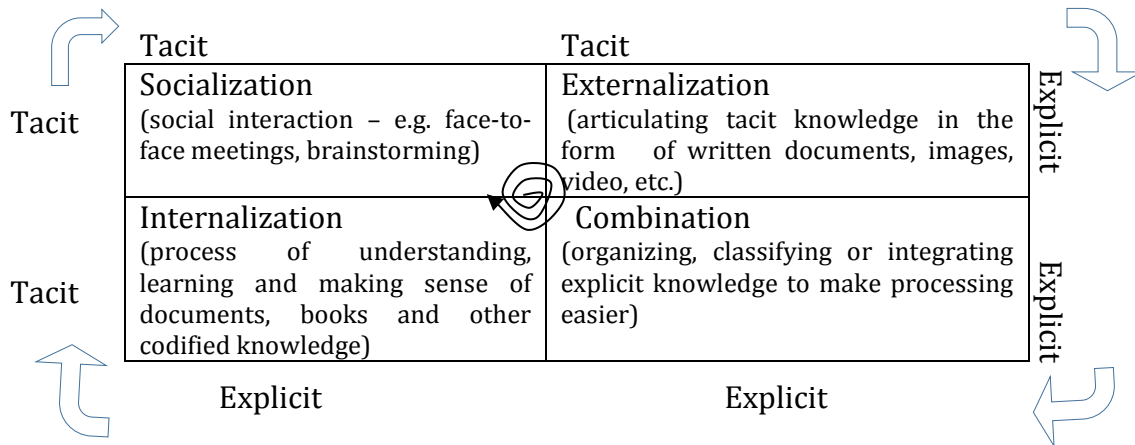 Tacit Tacit
Tacit
Socialization
(social interaction – e.g. face-to-
face meetings, brainstorming)
Externalization
(articulating tacit knowledge in the
form of written documents, images,
video, etc.)
Explicit
Tacit
Internalization
(process of understanding,
learning and making sense of
documents, books and other
codified knowledge)
Combination
(organizing, classifying or integrating
explicit knowledge to make processing
easier)
Explicit
Explicit Explicit